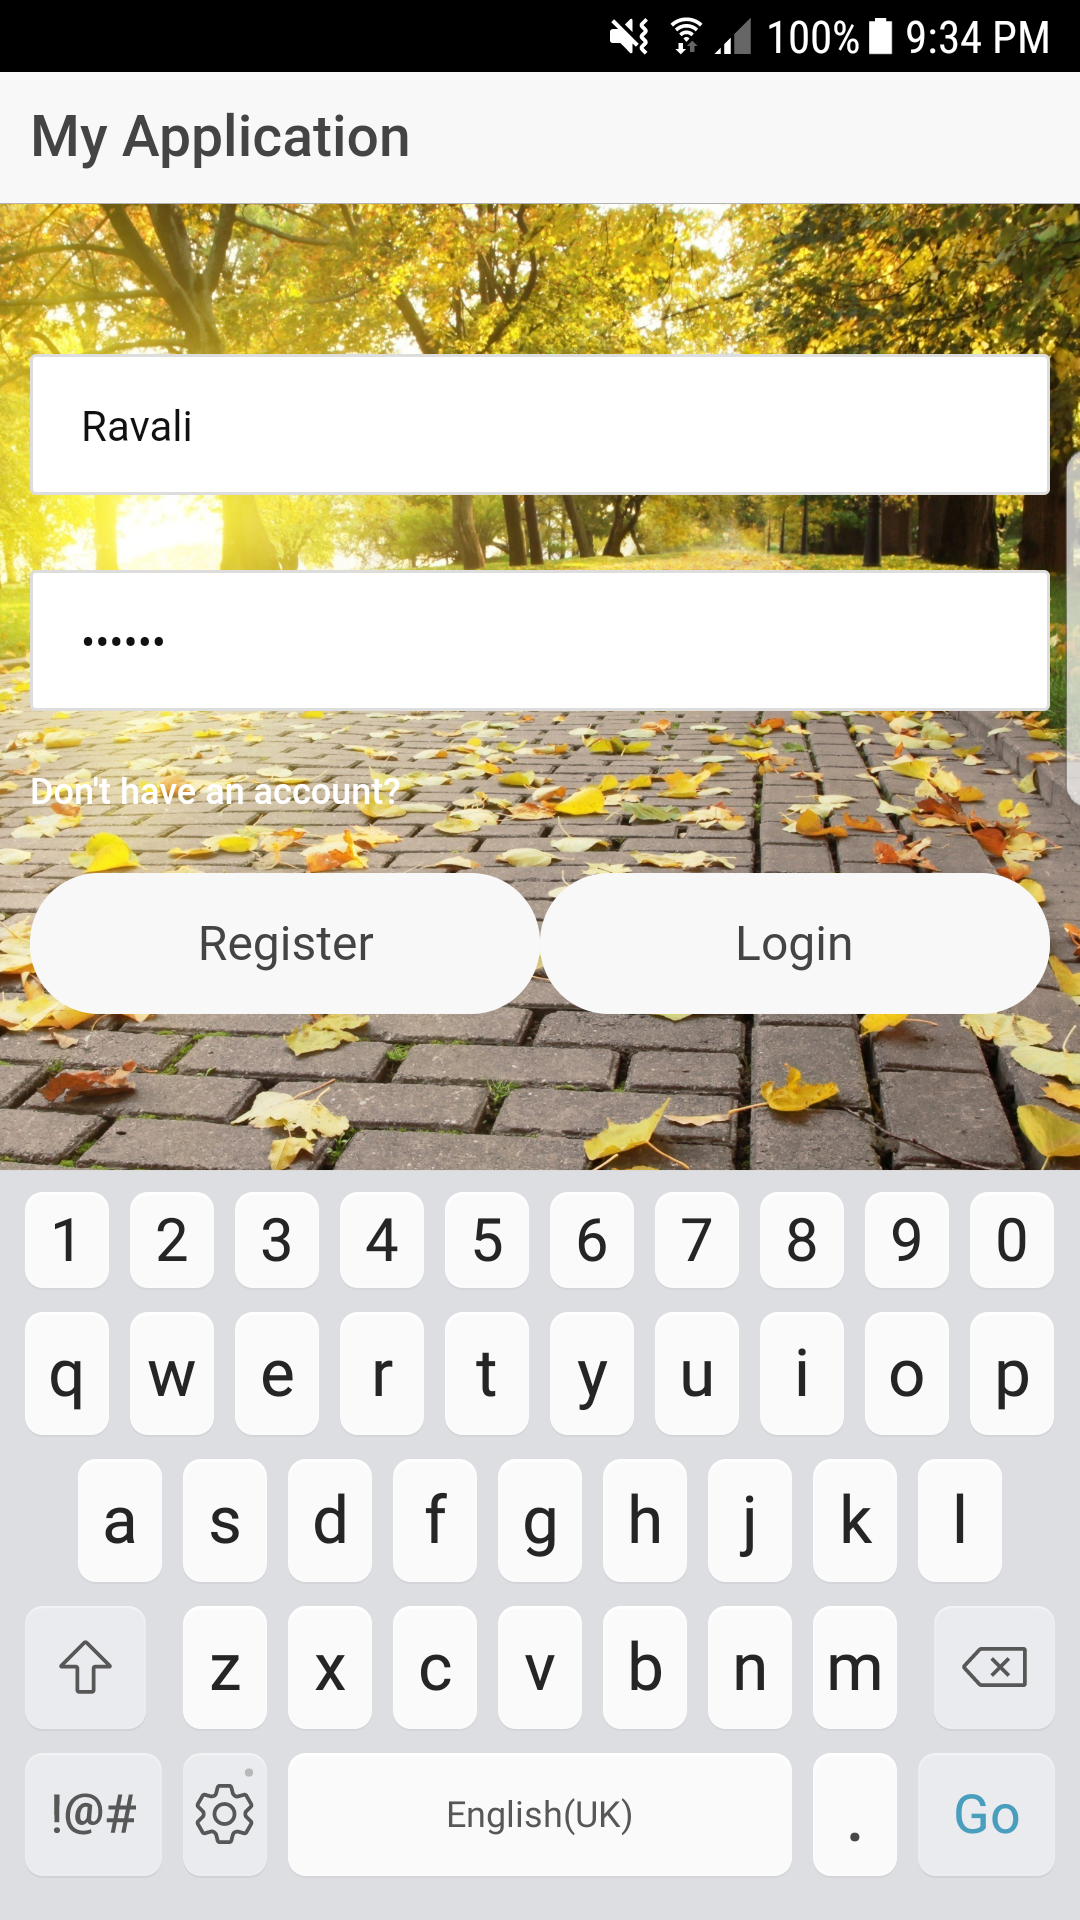 100% 9:34 PM
My Application
Ravali
••••••
Don't have an account?
Register Login
1 2 3 4 5 6 7 8 9 0
q w e r t y u i o p
a s d f g h j k l
z x c v b n m
!@# English(UK) . Go